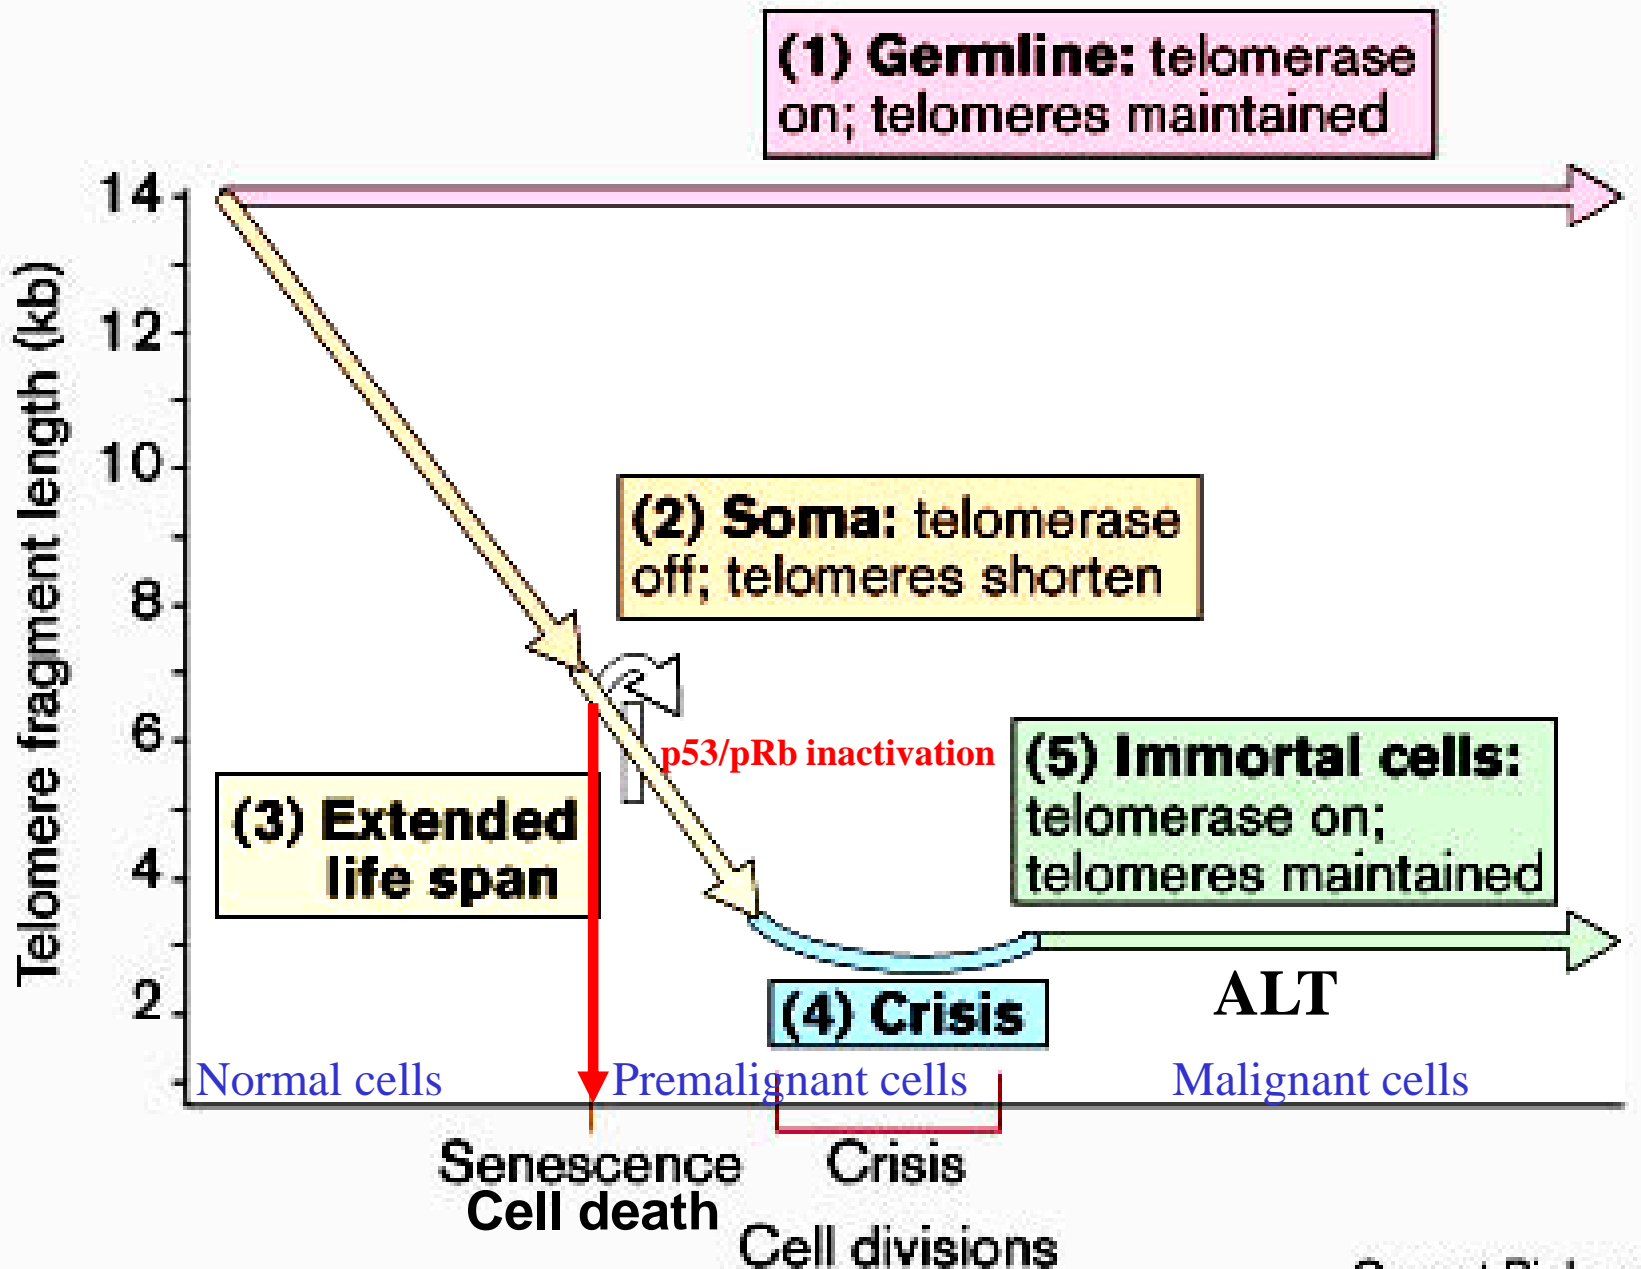 (1) Germline: telomerase
on; telomeres maintained
14
12
10
8
6
4
2
Telomere fragment length (kb)
(2) Soma: telomerase
off; telomeres shorten
p53/pRb inactivation
(3) Extended
life span
(5) Immortal cells:
telomerase on;
telomeres maintained
ALT
(4) Crisis
Normal cells
Premalignant cells
Malignant cells
Senescence
Crisis
Cell death
Cell divisions